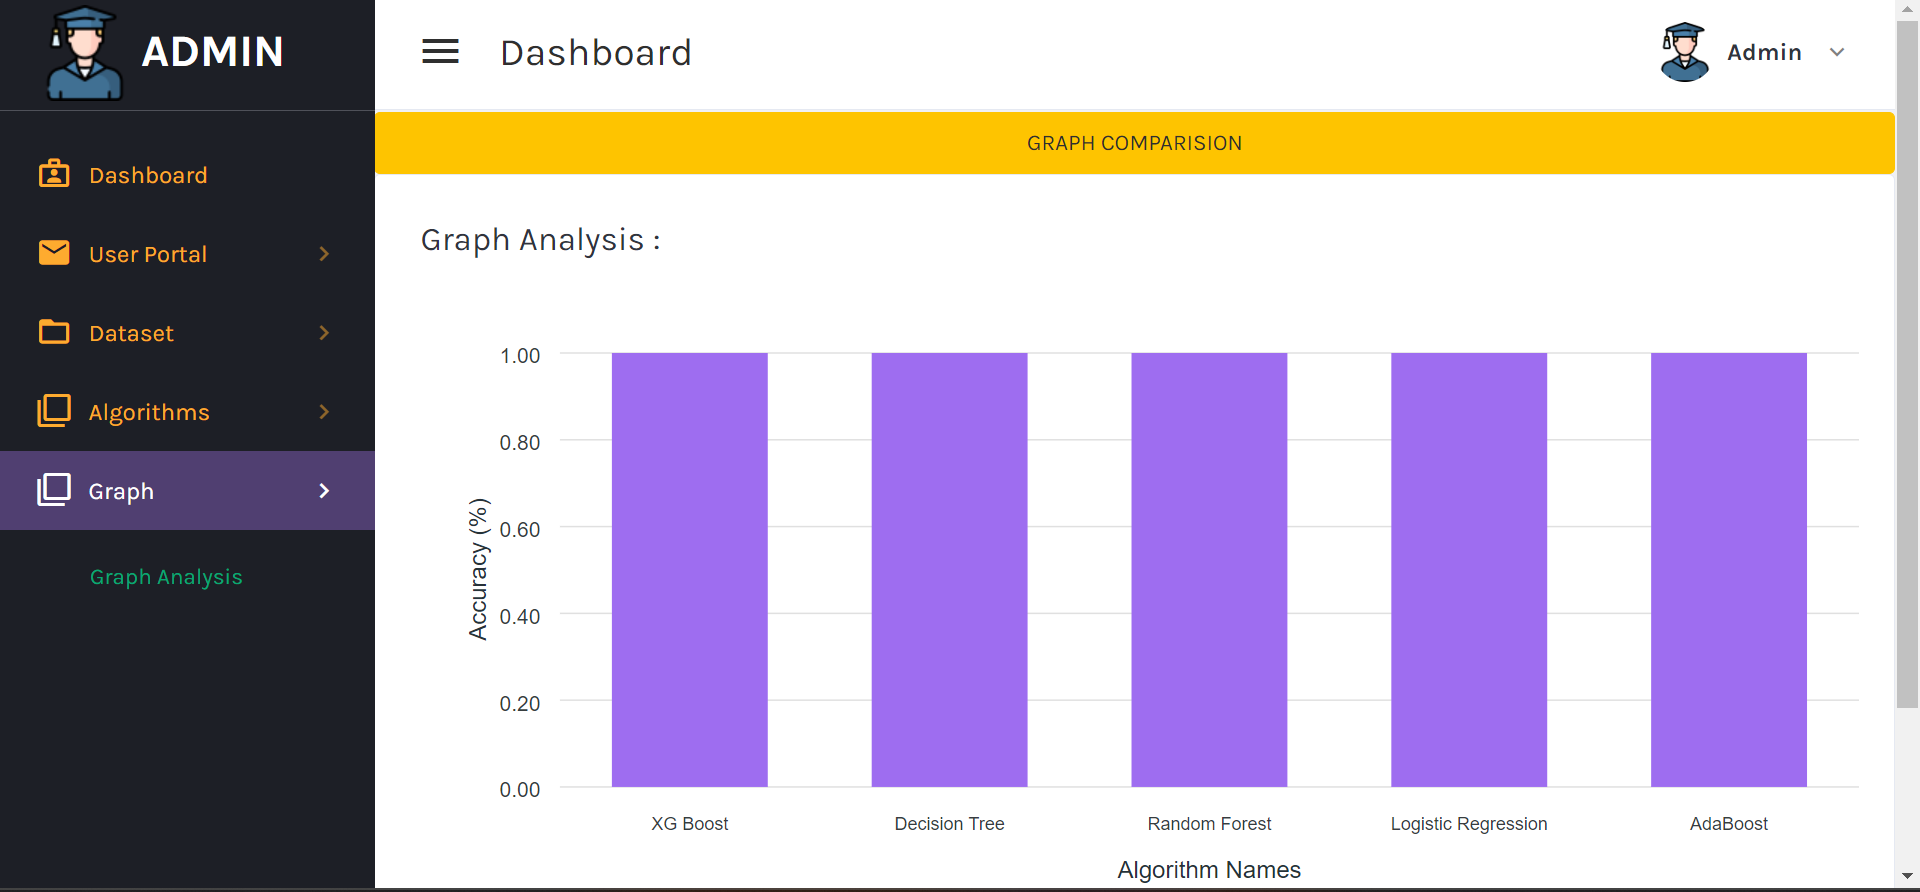 ADMIN
Dashboard
User Portal
Dataset
Algorithms
Graph
Graph Analysis
Dashboard
Admin
GRAPH COMPARISION
Graph Analysis :
Accuracy (%)
1.00
0.80
0.60
0.40
0.20
0.00
XG Boost
Decision Tree
Random Forest
Logistic Regression
AdaBoost
Algorithm Names